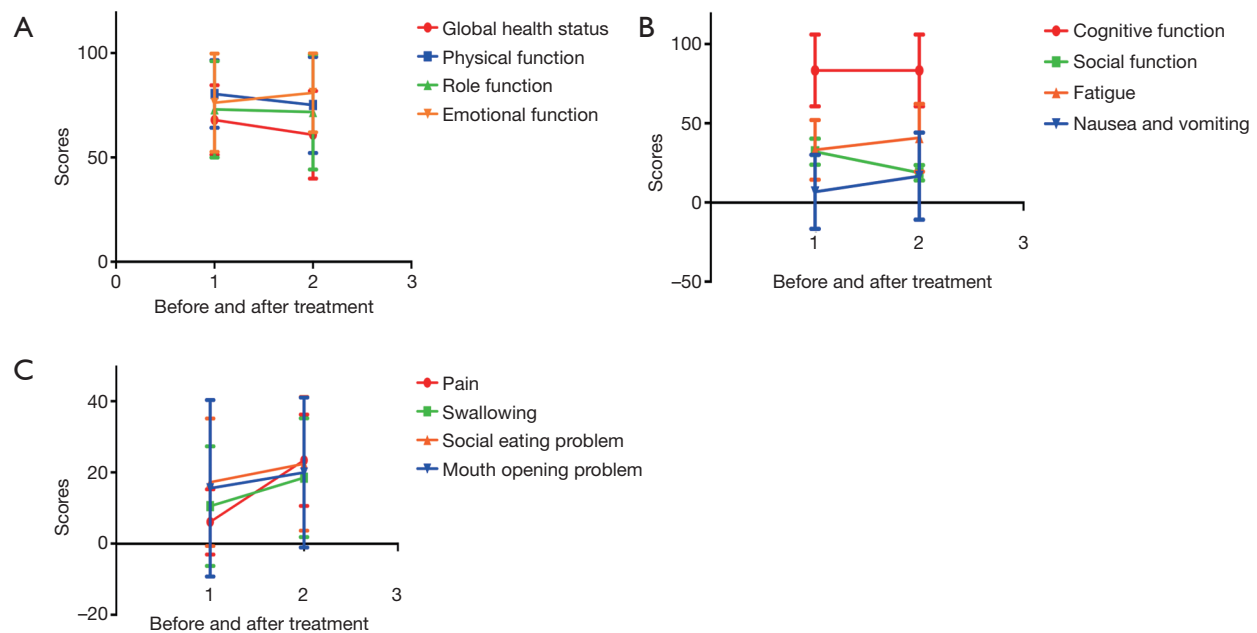 A
Global health status
Physical function
Role function
Emotional function
100
50
0
Scores
0 1 2 3
Before and after treatment
B
Cognitive function
Social function
Fatigue
Nausea and vomiting
100
50
0
–50
Scores
1 2 3
Before and after treatment
C
Pain
Swallowing
Social eating problem
Mouth opening problem
40
20
0
–20
Scores
1 2 3
Before and after treatment